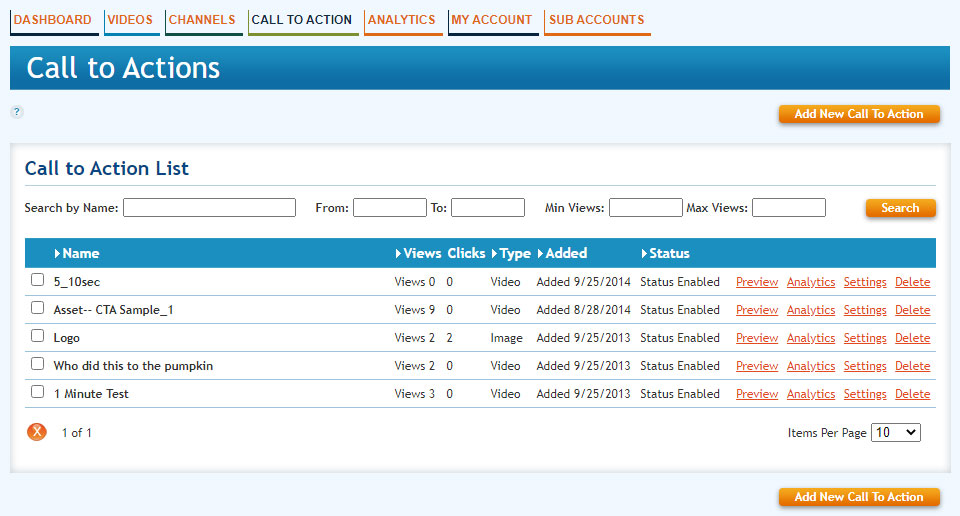 DASHBOARD VIDEOS CHANNELS CALL TO ACTION ANALYTICS MY ACCOUNT SUB ACCOUNTS
Call to Actions
?
Add New Call To Action
Call to Action List
Search by Name: From: To: Min Views: Max Views: Search
Name Views Clicks Type Added Status
5_10sec Views 0 0 Video Added 9/25/2014 Status Enabled Preview Analytics Settings Delete
Asset-- CTA Sample_1 Views 9 0 Video Added 8/28/2014 Status Enabled Preview Analytics Settings Delete
Logo Views 2 2 Image Added 9/25/2013 Status Enabled Preview Analytics Settings Delete
Who did this to the pumpkin Views 2 0 Video Added 9/25/2013 Status Enabled Preview Analytics Settings Delete
1 Minute Test Views 3 0 Video Added 9/25/2013 Status Enabled Preview Analytics Settings Delete
X 1 of 1 Items Per Page 10
Add New Call To Action